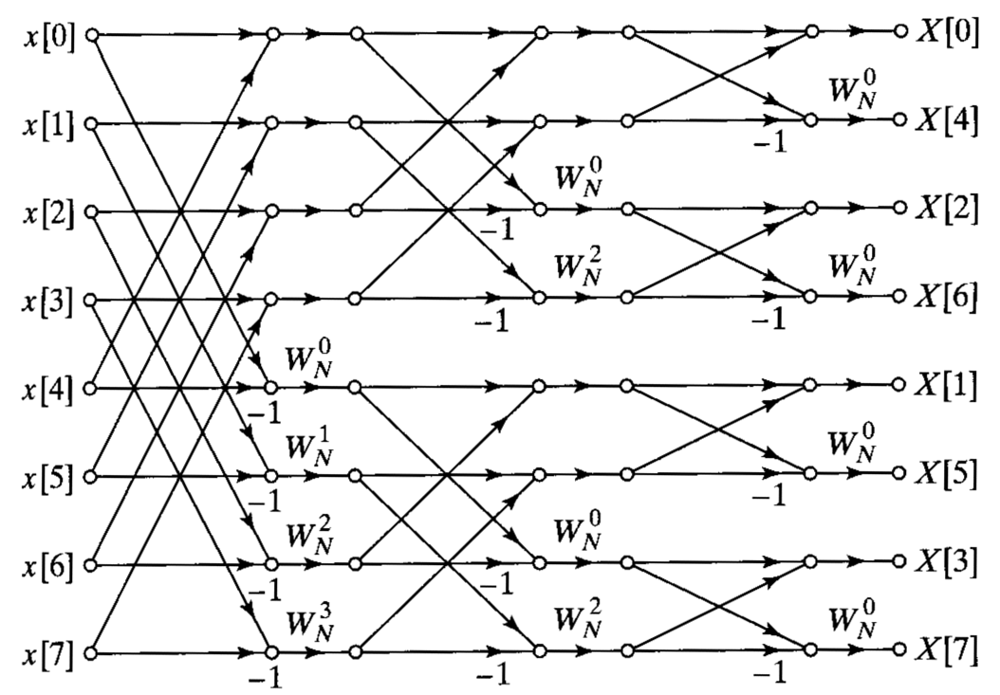 x[0] X[0]
W_N^0
x[1] -1 X[4]
W_N^0
x[2] -1 X[2]
W_N^2 W_N^0
x[3] -1 -1 X[6]
W_N^0
x[4] -1 X[1]
W_N^1 W_N^0
x[5] -1 -1 X[5]
W_N^2 W_N^0
x[6] -1 -1 X[3]
W_N^3 W_N^2 W_N^0
x[7] -1 -1 -1 X[7]